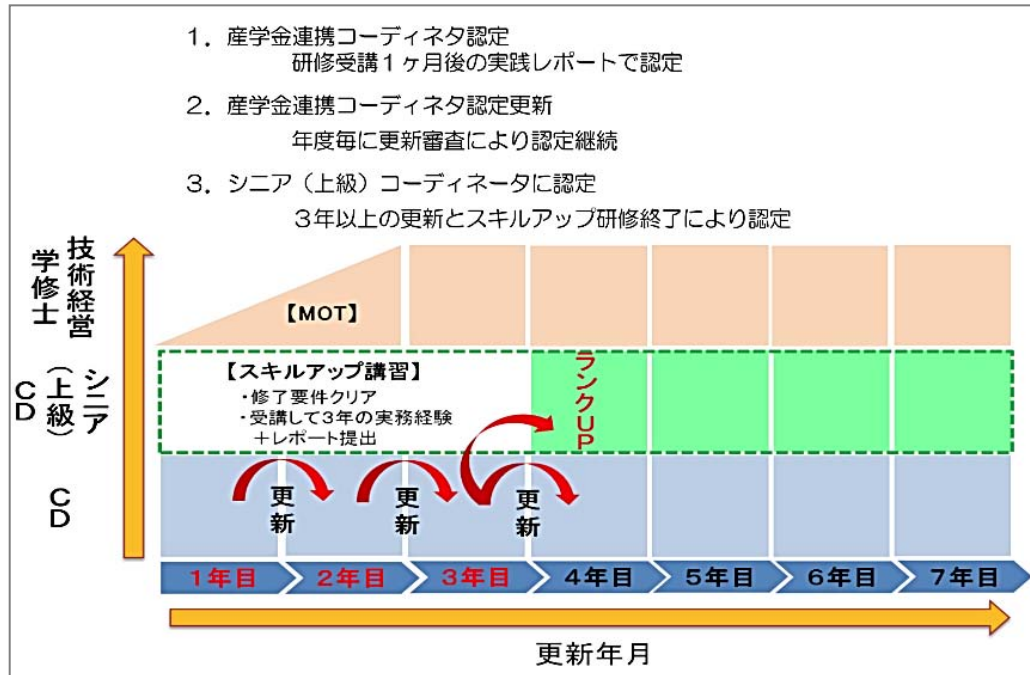 １．産学金連携コーディネタ認定
研修受講１ヶ月後の実践レポートで認定
２．産学金連携コーディネタ認定更新
年度毎に更新審査により認定継続
３．シニア（上級）コーディネータに認定
３年以上の更新とスキルアップ研修終了により認定
技術経営
学修士
【MOT】
シニア
（上級）
CD
【スキルアップ講習】
・修了要件クリア
・受講して3年の実務経験
＋レポート提出
ランクUP
CD
更新
更新
更新
1年目
2年目
3年目
4年目
5年目
6年目
7年目
更新年月